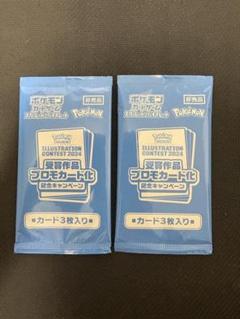 ポケモン
カードゲーム
非売品
Pokémon
ILLUSTRATION
CONTEST 2024
受賞作品
プロモカード化
記念キャンペーン
カード3枚入り
ポケモン
カードゲーム
非売品
Pokémon
ILLUSTRATION
CONTEST 2024
受賞作品
プロモカード化
記念キャンペーン
カード3枚入り